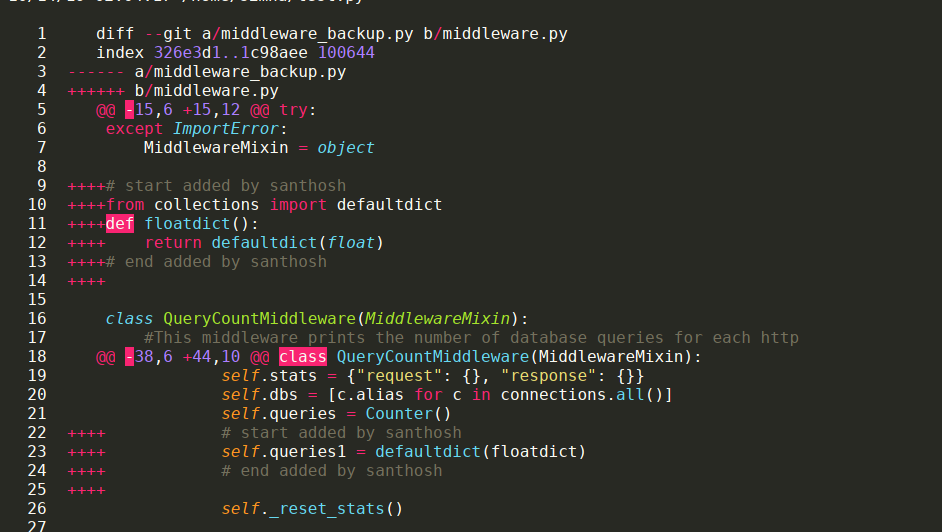 1 diff --git a/middleware_backup.py b/middleware.py
2 index 326e3d1..1c98aee 100644
3 ------ a/middleware_backup.py
4 ++++++ b/middleware.py
5 @@ -15,6 +15,12 @@ try:
6 except ImportError:
7 MiddlewareMixin = object
8
9 ++++# start added by santhosh
10 ++++from collections import defaultdict
11 ++++def floatdict():
12 ++++    return defaultdict(float)
13 ++++# end added by santhosh
14 ++++
15
16 class QueryCountMiddleware(MiddlewareMixin):
17 #This middleware prints the number of database queries for each http
18 @@ -38,6 +44,10 @@ class QueryCountMiddleware(MiddlewareMixin):
19 self.stats = {"request": {}, "response": {}}
20 self.dbs = [c.alias for c in connections.all()]
21 self.queries = Counter()
22 ++++            # start added by santhosh
23 ++++            self.queries1 = defaultdict(floatdict)
24 ++++            # end added by santhosh
25 ++++
26 self._reset_stats()
27